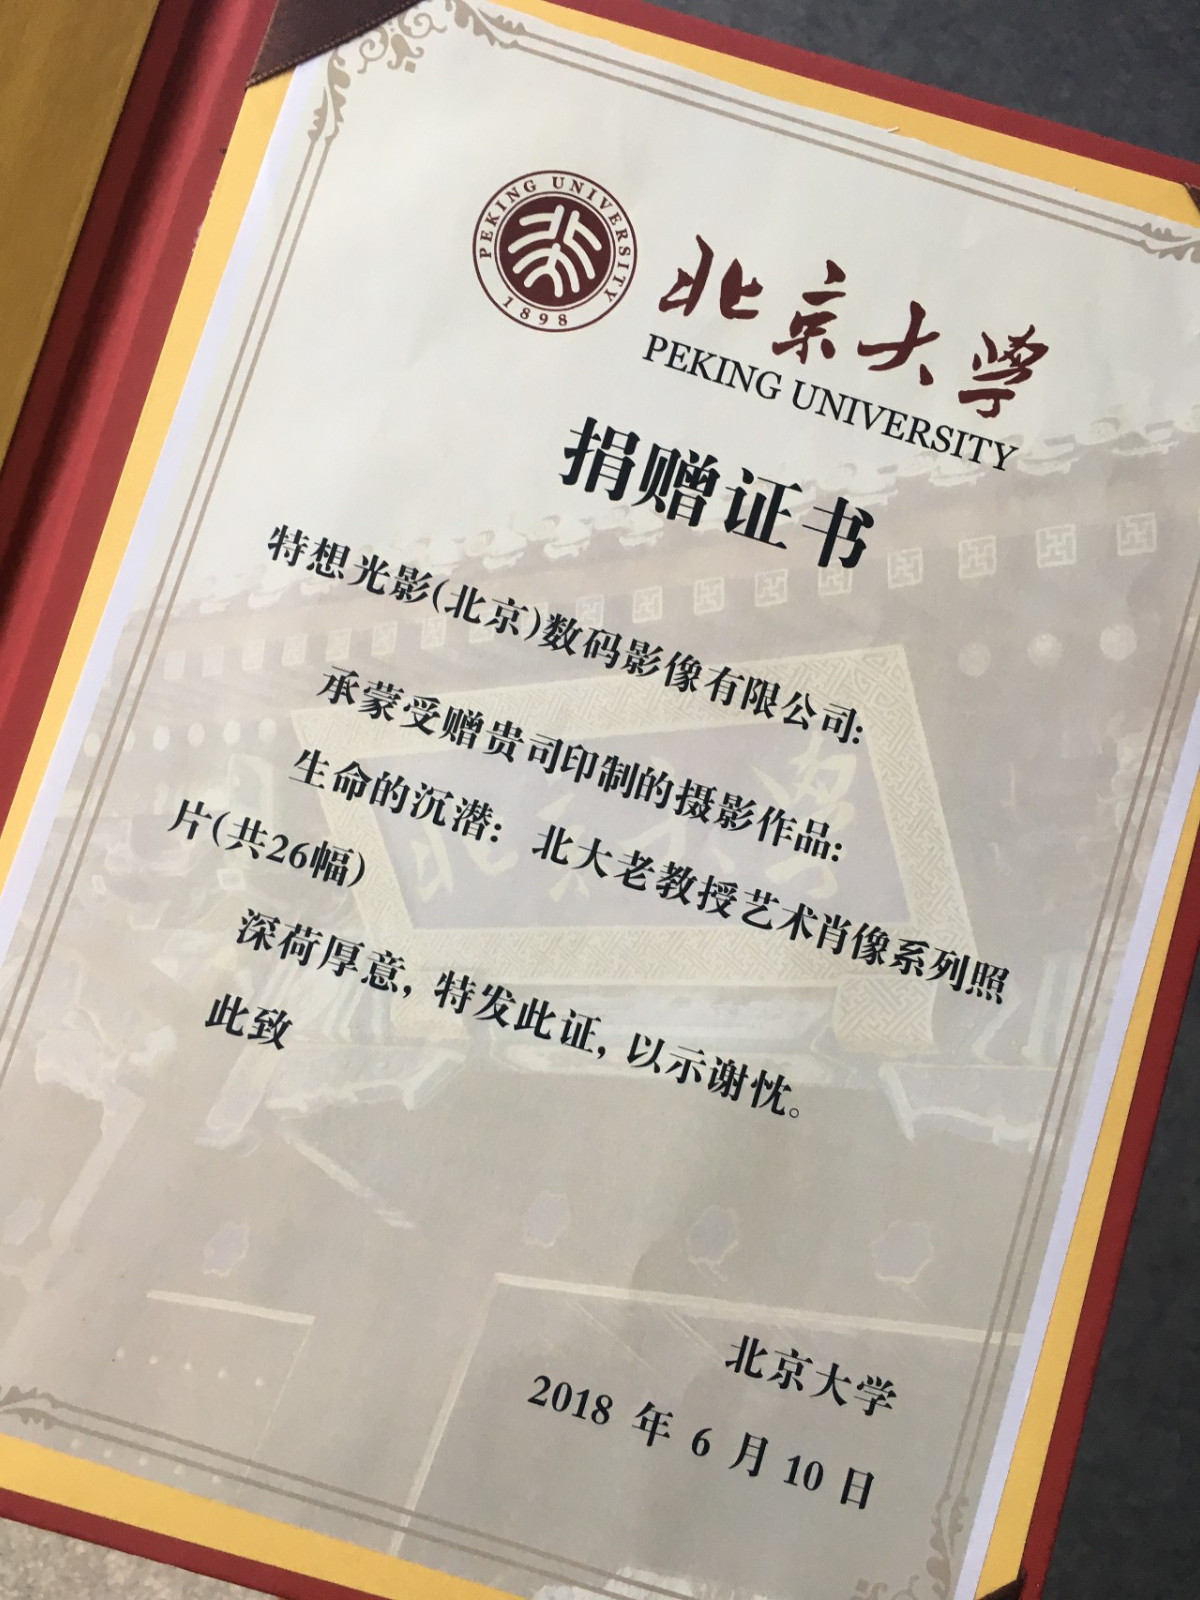 PEKING UNIVERSITY
1898
北京大学
PEKING UNIVERSITY
捐赠证书
特想光影(北京)数码影像有限公司:
承蒙受赠贵司印制的摄影作品:
生命的沉潜: 北大老教授艺术肖像系列照
片(共26幅)
深荷厚意, 特发此证, 以示谢忱。
此致
北京大学
2018 年 6 月 10 日